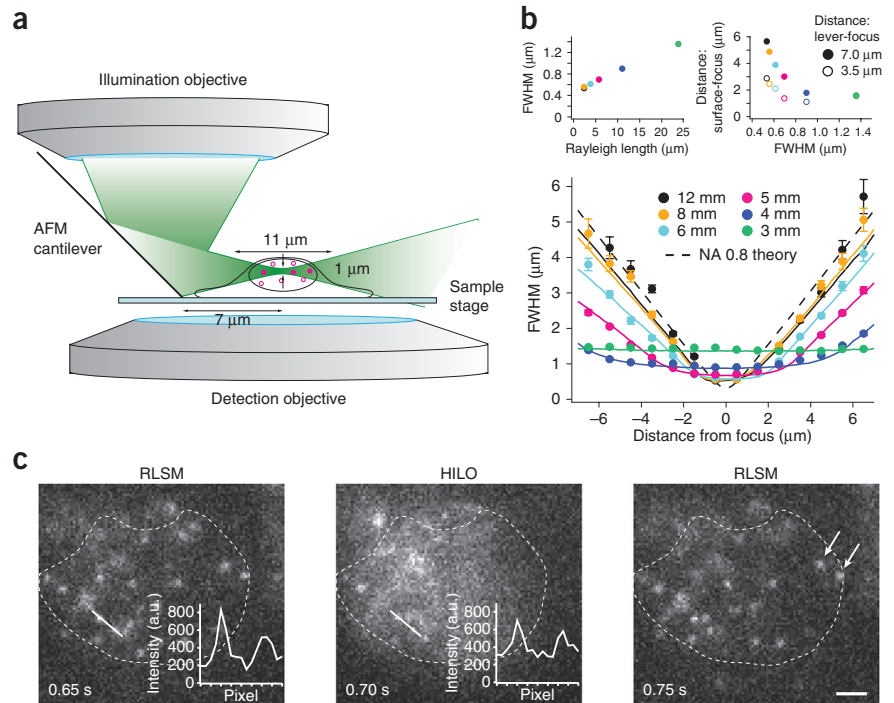 a
Illumination objective
AFM
cantilever
11 μm
1 μm
7 μm
Sample
stage
Detection objective
b
FWHM (μm)
1.2
0.8
0.4
0 5 10 15 20 25
Rayleigh length (μm)
Distance:
surface-focus (μm)
6
5
4
3
2
1
0
0.4 0.6 0.8 1.0 1.2 1.4
FWHM (μm)
Distance:
lever-focus
7.0 μm
3.5 μm
FWHM (μm)
6
5
4
3
2
1
0
12 mm
8 mm
6 mm
5 mm
4 mm
3 mm
NA 0.8 theory
−6 −4 −2 0 2 4 6
Distance from focus (μm)
c
RLSM
0.65 s
Intensity (a.u.)
800
600
400
200
Pixel
HILO
0.70 s
Intensity (a.u.)
800
600
400
200
Pixel
RLSM
0.75 s